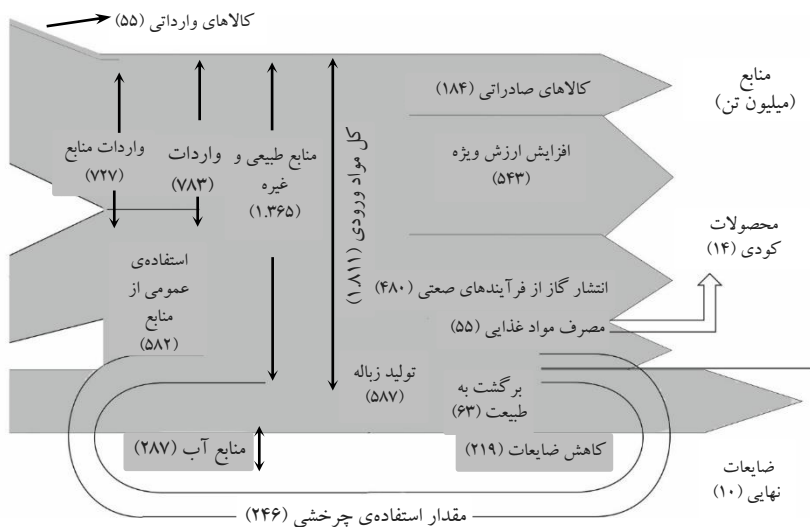 کالاهای وارداتی (۵۵)
منابع
(میلیون تن)
کالاهای صادراتی (۱۸۴)
واردات منابع
(۷۲۷)
واردات
(۷۸۳)
منابع طبیعی و
غیره
(۱.۳۶۵)
کل مواد ورودی (۱.۸۱۱)
افزایش ارزش ویژه
(۵۴۳)
محصولات
کودی (۱۴)
استفاده‌ی
عمومی از
منابع
(۵۸۲)
انتشار گاز از فرآیندهای صعتی (۴۸۰)
مصرف مواد غذایی (۵۵)
تولید زباله
(۵۸۷)
برگشت به
طبیعت (۶۳)
منابع آب (۲۸۷)
کاهش ضایعات (۲۱۹)
ضایعات
نهایی (۱۰)
مقدار استفاده‌ی چرخشی (۲۴۶)